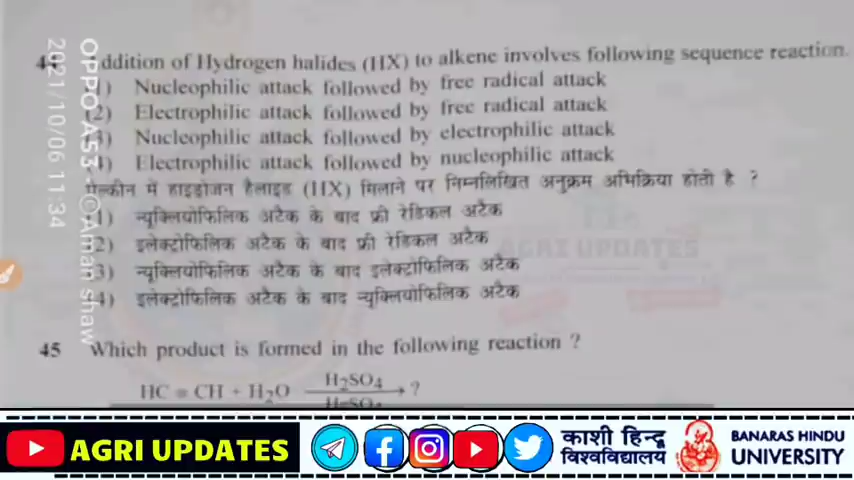 44 Addition of Hydrogen halides (HX) to alkene involves following sequence reaction.
(1) Nucleophilic attack followed by free radical attack
(2) Electrophilic attack followed by free radical attack
(3) Nucleophilic attack followed by electrophilic attack
(4) Electrophilic attack followed by nucleophilic attack
ऐल्कीन में हाइड्रोजन हैलाइड (HX) मिलाने पर निम्नलिखित अनुक्रम अभिक्रिया होती है ?
(1) न्यूक्लियोफिलिक अटैक के बाद फ्री रेडिकल अटैक
(2) इलेक्ट्रोफिलिक अटैक के बाद फ्री रेडिकल अटैक
(3) न्यूक्लियोफिलिक अटैक के बाद इलेक्टोफिलिक अटैक
(4) इलेक्ट्रोफिलिक अटैक के बाद न्यूक्लियोफिलिक अटैक
45 Which product is formed in the following reaction ?
HC ≡ CH + H₂O H₂SO₄ → ?
HgSO₄
OPPO A53 · ©Aman shaw
2021/10/06 11:34
AGRI UPDATES
AGRI UPDATES
काशी हिन्दू
विश्वविद्यालय
BANARAS HINDU
UNIVERSITY